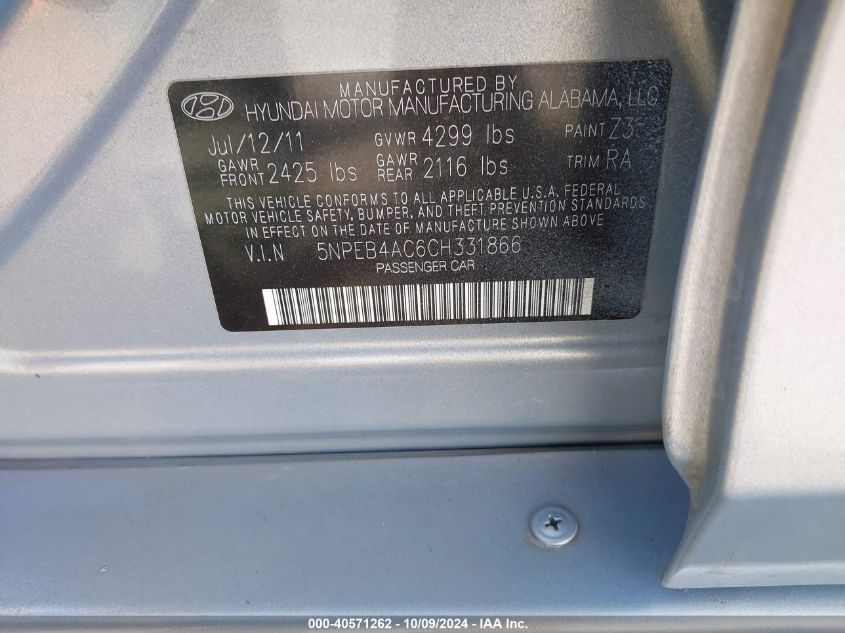 MANUFACTURED BY
HYUNDAI MOTOR MANUFACTURING ALABAMA, LLC
Jul/12/11 GVWR 4299 lbs PAINT Z3
GAWR FRONT 2425 lbs GAWR REAR 2116 lbs TRIM RA
THIS VEHICLE CONFORMS TO ALL APPLICABLE U.S.A. FEDERAL
MOTOR VEHICLE SAFETY, BUMPER, AND THEFT PREVENTION STANDARDS
IN EFFECT ON THE DATE OF MANUFACTURE SHOWN ABOVE
V.I.N 5NPEB4AC6CH331866
PASSENGER CAR
000-40571262 - 10/09/2024 - IAA Inc.